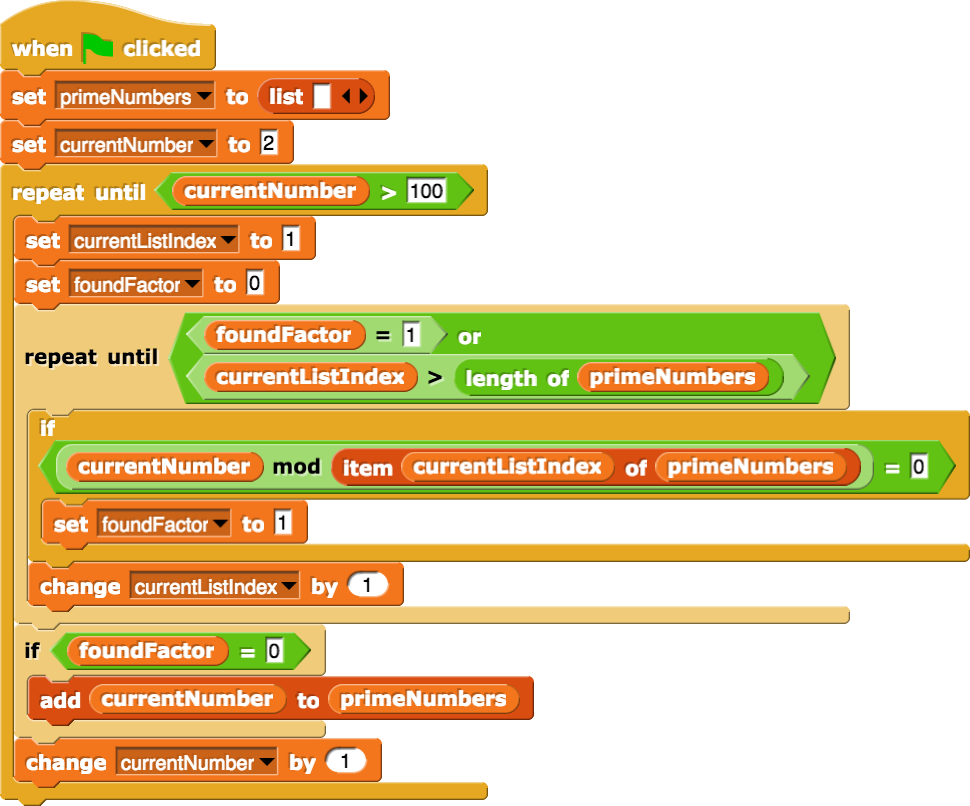 when clicked
set primeNumbers to list
set currentNumber to 2
repeat until currentNumber > 100
set currentListIndex to 1
set foundFactor to 0
foundFactor = 1 or
repeat until
currentListIndex > length of primeNumbers
if
currentNumber mod item currentListIndex of primeNumbers = 0
set foundFactor to 1
change currentListIndex by 1
if foundFactor = 0
add currentNumber to primeNumbers
change currentNumber by 1